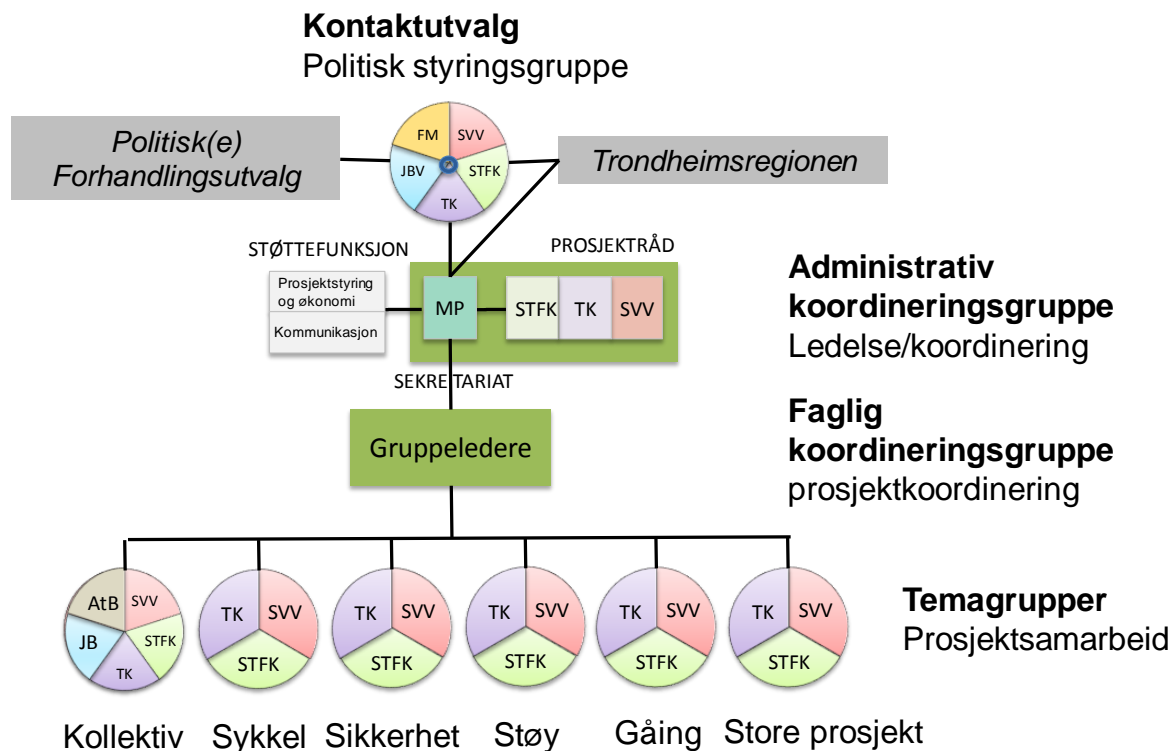 Kontaktutvalg
Politisk styringsgruppe
Politisk(e)
Forhandlingsutvalg
FM
SVV
JBV
STFK
TK
Trondheimsregionen
STØTTEFUNKSJON
PROSJEKTRÅD
Prosjektstyring
og økonomi
Kommunikasjon
MP
STFK
TK
SVV
Administrativ
koordineringsgruppe
Ledelse/koordinering
SEKRETARIAT
Gruppeledere
Faglig
koordineringsgruppe
prosjektkoordinering
AtB
SVV
JB
STFK
TK
TK
SVV
STFK
TK
SVV
STFK
TK
SVV
STFK
TK
SVV
STFK
TK
SVV
STFK
Temagrupper
Prosjektsamarbeid
Kollektiv
Sykkel
Sikkerhet
Støy
Gåing
Store prosjekt